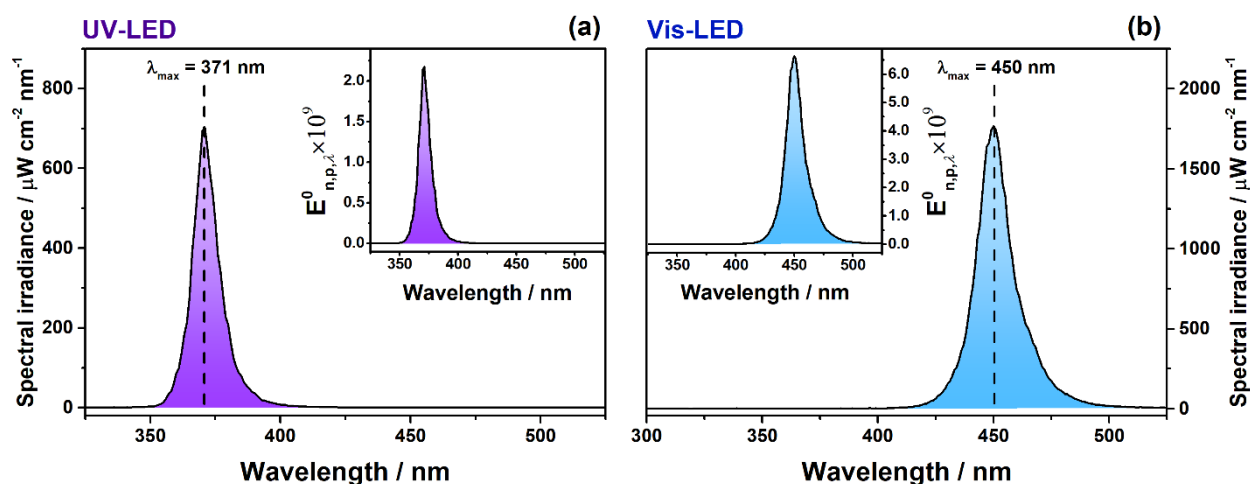 UV-LED
(a)
λmax = 371 nm
Spectral irradiance / µW cm-2 nm-1
800
600
400
200
0
350
400
450
500
Wavelength / nm
E0n,p,λ×10^9
2.0
1.5
1.0
0.5
0.0
350
400
450
500
Wavelength / nm
Vis-LED
(b)
λmax = 450 nm
6.0
5.0
4.0
3.0
2.0
1.0
0.0
E0n,p,λ×10^9
350
400
450
500
Wavelength / nm
2000
1500
1000
500
0
Spectral irradiance / µW cm-2 nm-1
300
350
400
450
500
Wavelength / nm